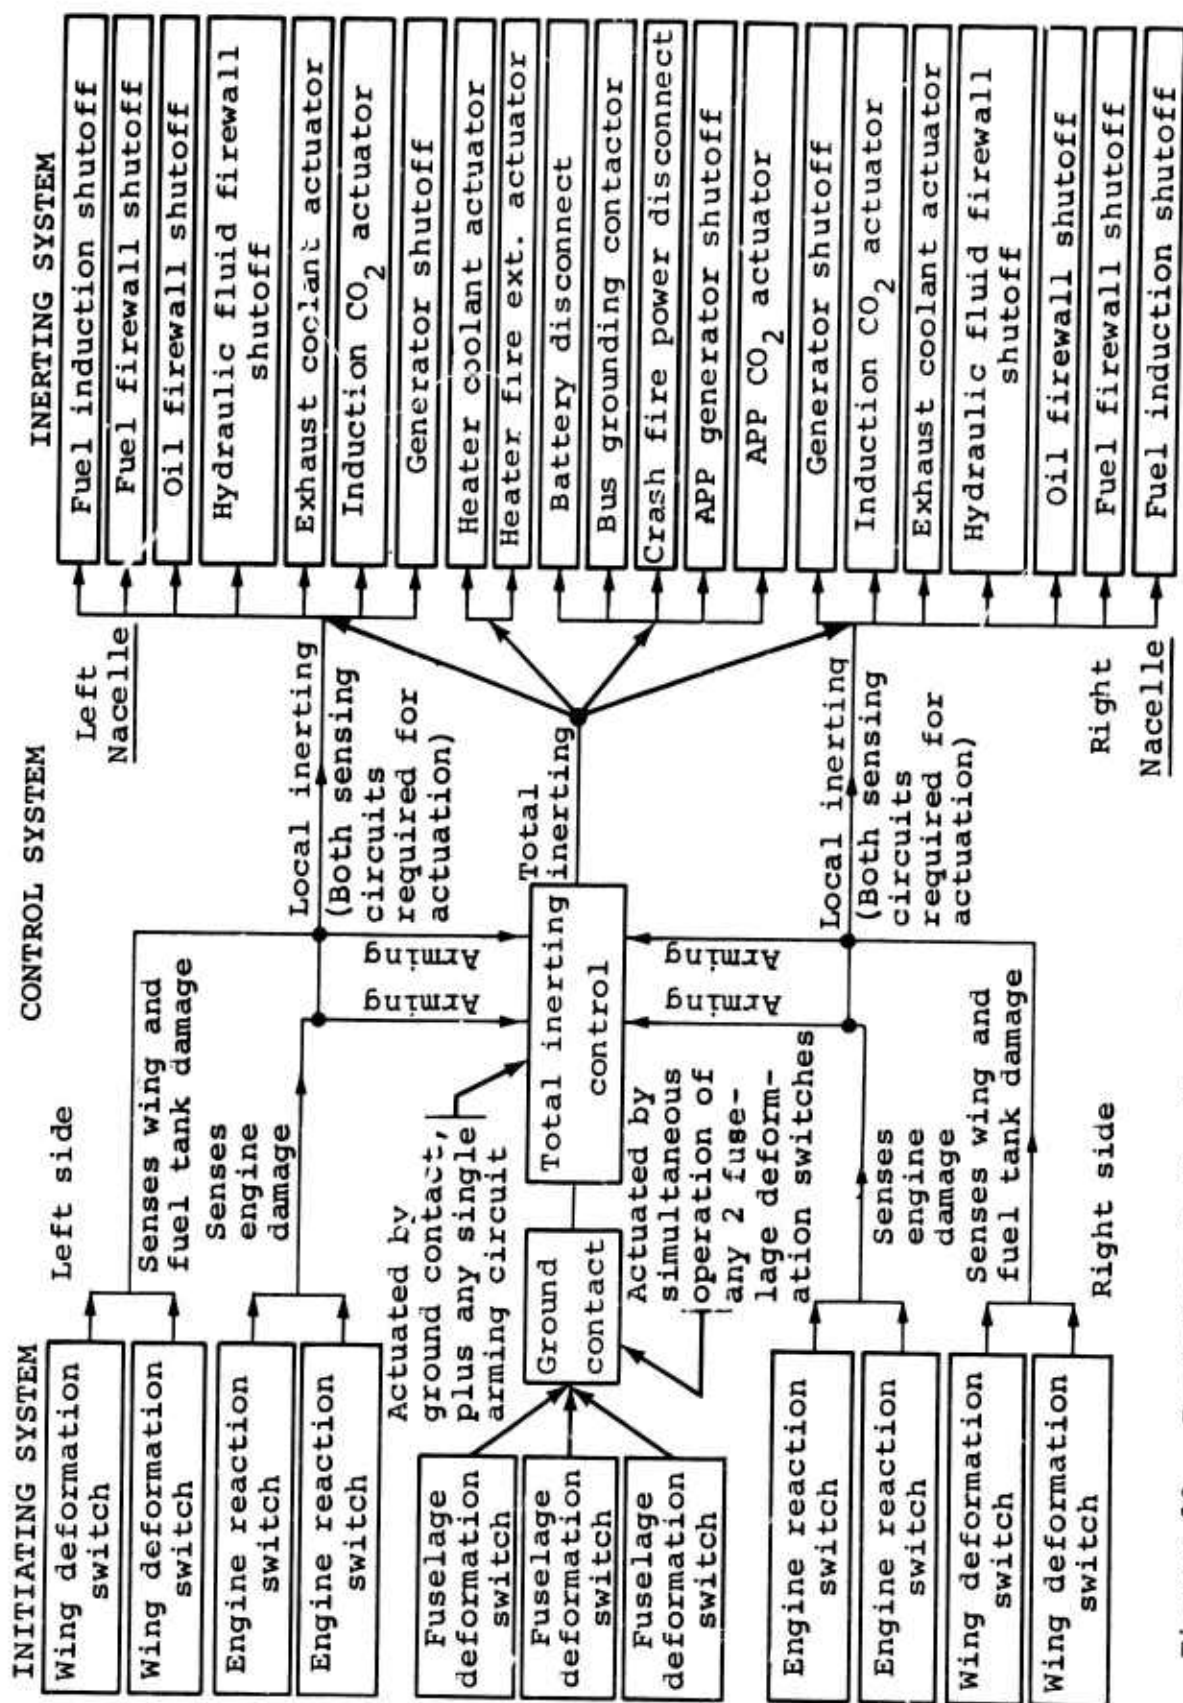 INITIATING SYSTEM
CONTROL SYSTEM
INERTING SYSTEM
Wing deformation
switch
Wing deformation
switch
Engine reaction
switch
Engine reaction
switch
Fuselage
deformation
switch
Fuselage
deformation
switch
Fuselage
deformation
switch
Engine reaction
switch
Engine reaction
switch
Wing deformation
switch
Wing deformation
switch
Left side
Senses wing and
fuel tank damage
Senses
engine
damage
Actuated by
ground contact,
plus any single
arming circuit
Ground
contact
Actuated by
simultaneous
operation of
any 2 fuse-
lage deform-
ation switches
Senses
engine
damage
Senses wing and
fuel tank damage
Right side
Arming
Arming
Total inerting
control
Arming
Arming
Local inerting
(Both sensing
circuits
required for
actuation)
Total
inerting
Local inerting
(Both sensing
circuits
required for
actuation)
Left
Nacelle
Right
Nacelle
Fuel induction shutoff
Fuel firewall shutoff
Oil firewall shutoff
Hydraulic fluid firewall
shutoff
Exhaust coolant actuator
Induction CO2 actuator
Generator shutoff
Heater coolant actuator
Heater fire ext. actuator
Battery disconnect
Bus grounding contactor
Crash fire power disconnect
APP generator shutoff
APP CO2 actuator
Generator shutoff
Induction CO2 actuator
Exhaust coolant actuator
Hydraulic fluid firewall
shutoff
Oil firewall shutoff
Fuel firewall shutoff
Fuel induction shutoff